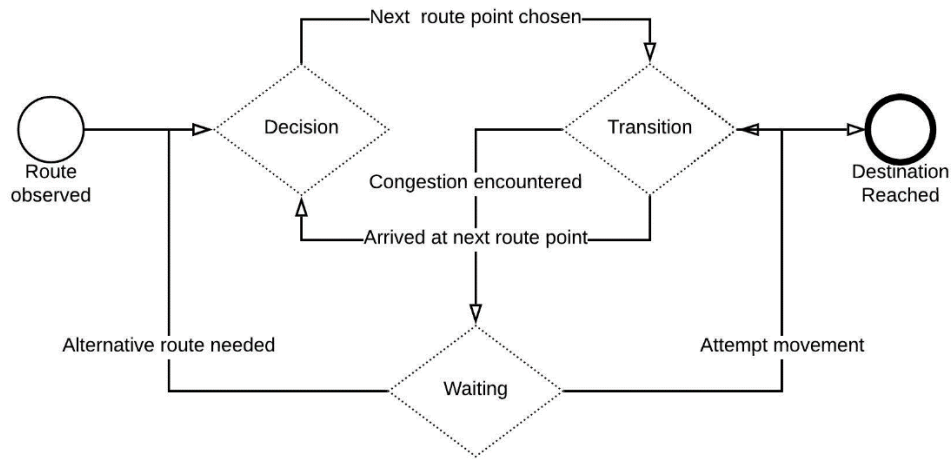 Next route point chosen
Decision
Transition
Route
observed
Destination
Reached
Congestion encountered
Arrived at next route point
Alternative route needed
Attempt movement
Waiting